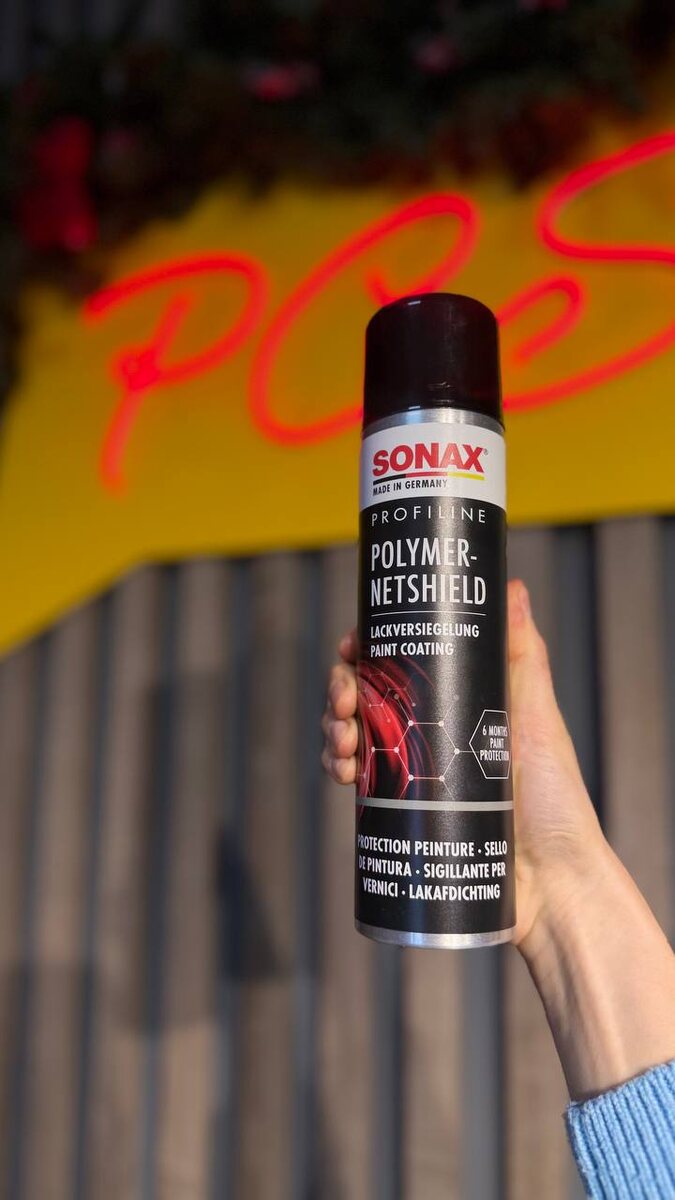 PCS
SONAX®
MADE IN GERMANY
PROFILINE
POLYMER-
NETSHIELD
LACKVERSIEGELUNG
PAINT COATING
6 MONTHS
PAINT
PROTECTION
PROTECTION PEINTURE · SELLO
DE PINTURA · SIGILLANTE PER
VERNICI · LAKAFDICHTING